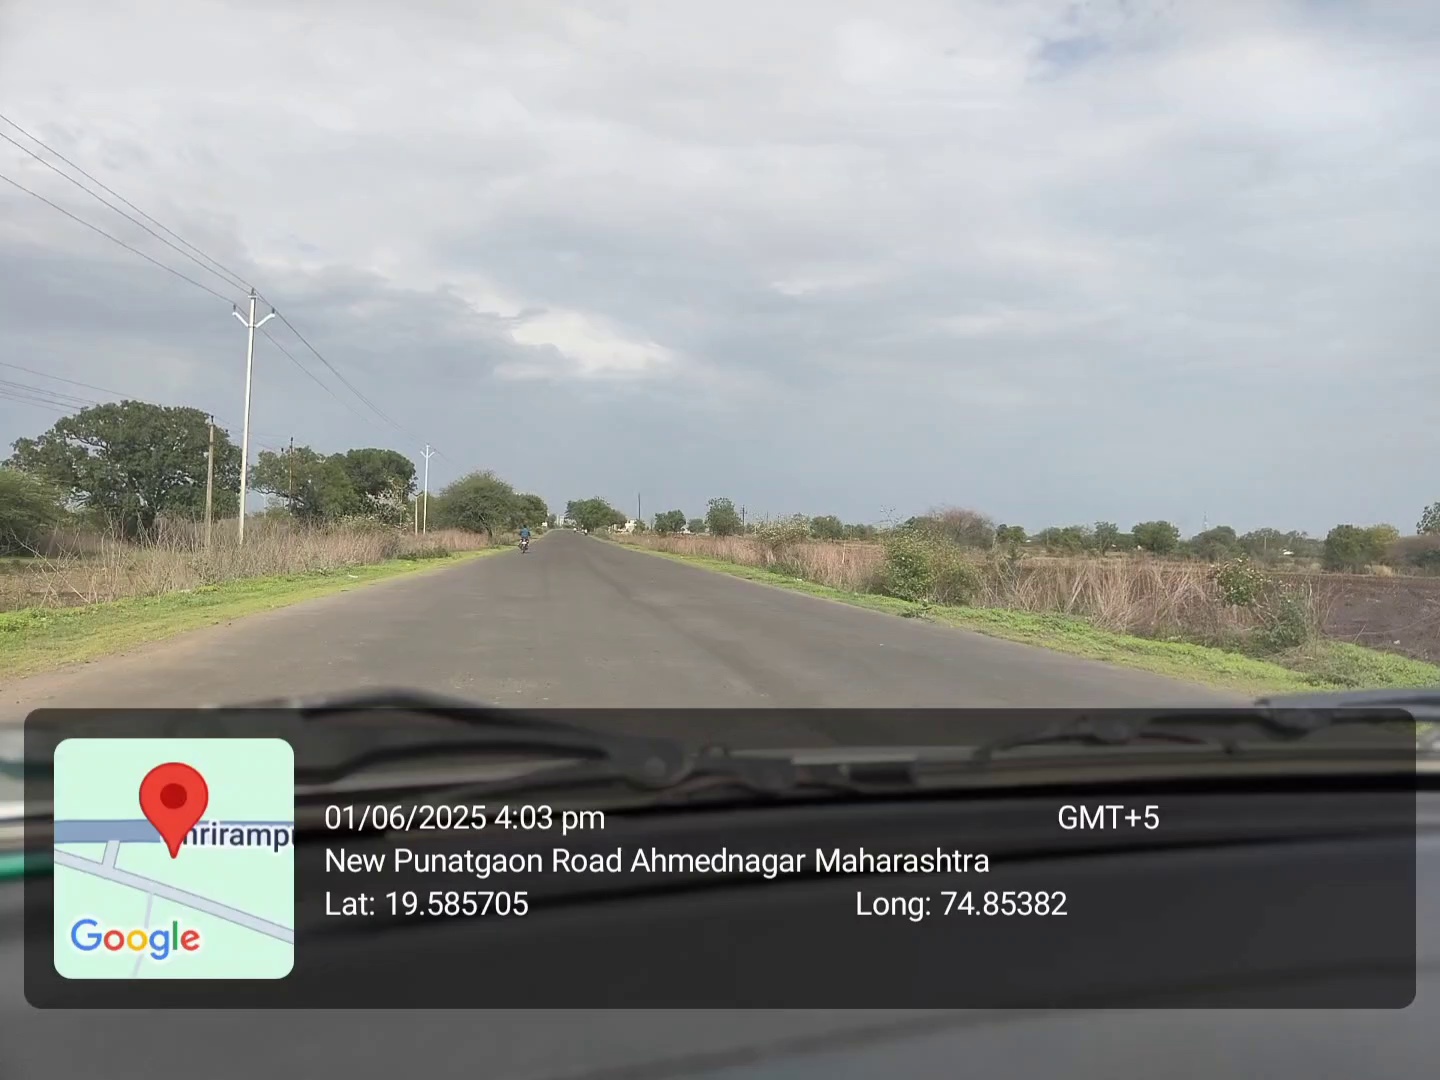 01/06/2025 4:03 pm GMT+5
New Punatgaon Road Ahmednagar Maharashtra
Lat: 19.585705 Long: 74.85382
Google